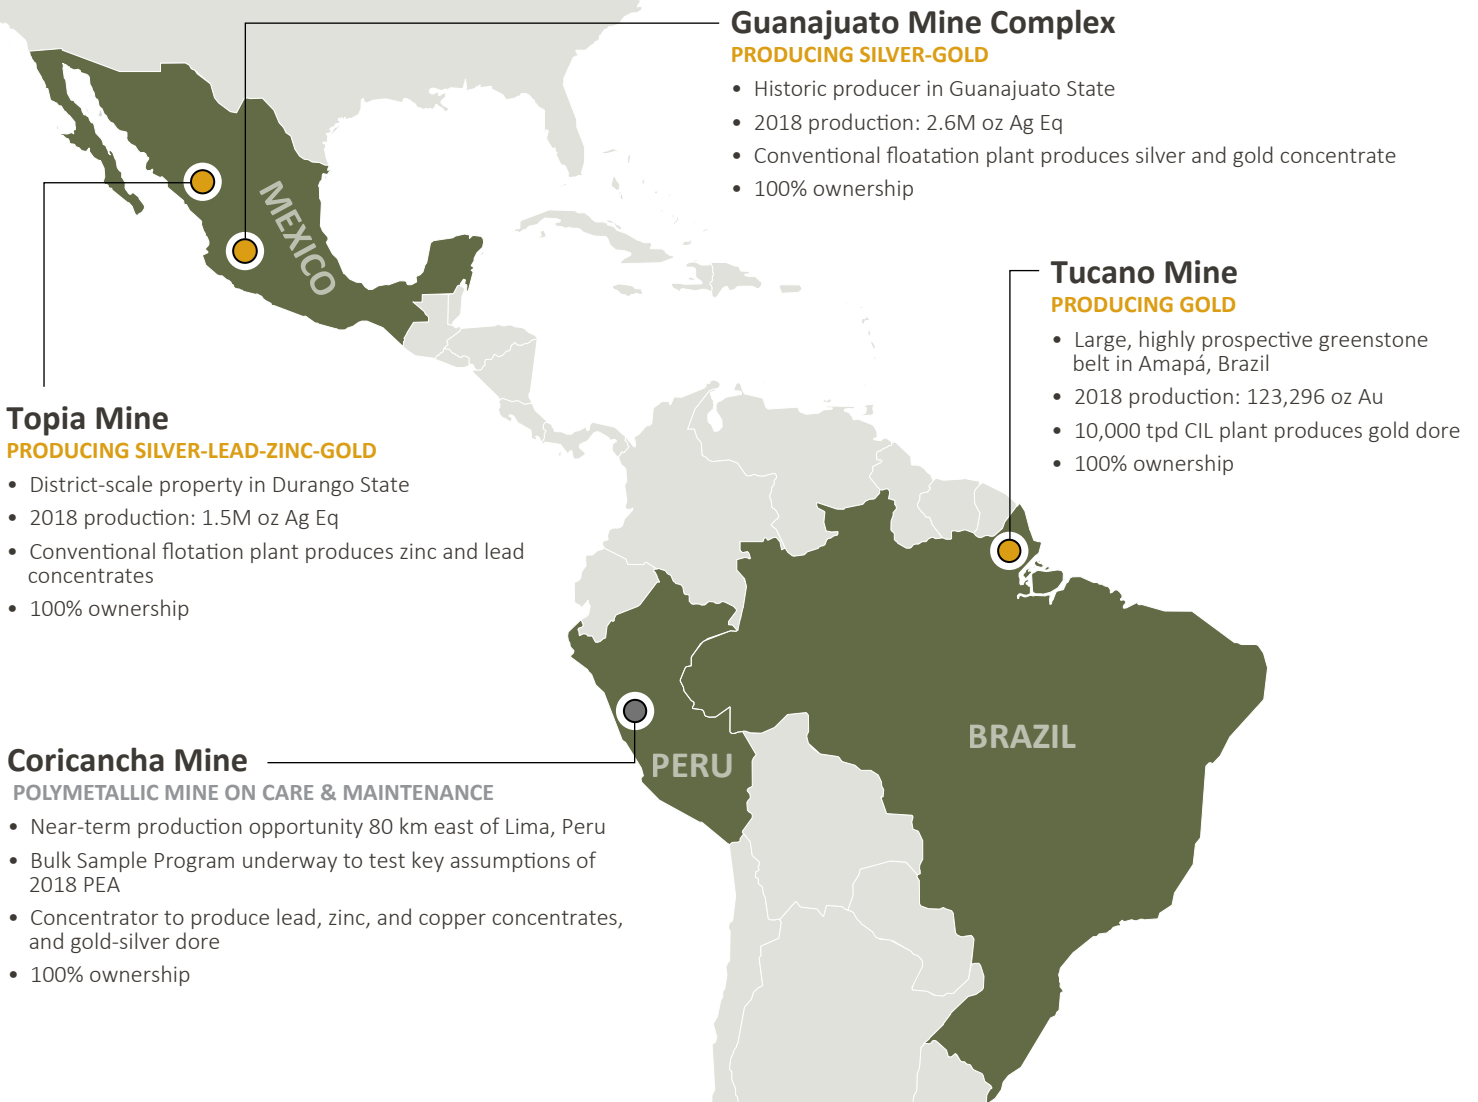 Guanajuato Mine Complex
PRODUCING SILVER-GOLD
• Historic producer in Guanajuato State
• 2018 production: 2.6M oz Ag Eq
• Conventional floatation plant produces silver and gold concentrate
• 100% ownership
MEXICO
Tucano Mine
PRODUCING GOLD
• Large, highly prospective greenstone
belt in Amapá, Brazil
• 2018 production: 123,296 oz Au
• 10,000 tpd CIL plant produces gold dore
• 100% ownership
Topia Mine
PRODUCING SILVER-LEAD-ZINC-GOLD
• District-scale property in Durango State
• 2018 production: 1.5M oz Ag Eq
• Conventional flotation plant produces zinc and lead
concentrates
• 100% ownership
BRAZIL
PERU
Coricancha Mine
POLYMETALLIC MINE ON CARE & MAINTENANCE
• Near-term production opportunity 80 km east of Lima, Peru
• Bulk Sample Program underway to test key assumptions of
2018 PEA
• Concentrator to produce lead, zinc, and copper concentrates,
and gold-silver dore
• 100% ownership